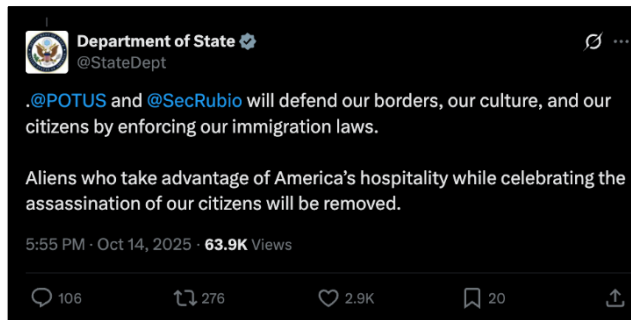 Department of State
@StateDept
.@POTUS and @SecRubio will defend our borders, our culture, and our
citizens by enforcing our immigration laws.
Aliens who take advantage of America’s hospitality while celebrating the
assassination of our citizens will be removed.
5:55 PM · Oct 14, 2025 · 63.9K Views
106 276 2.9K 20